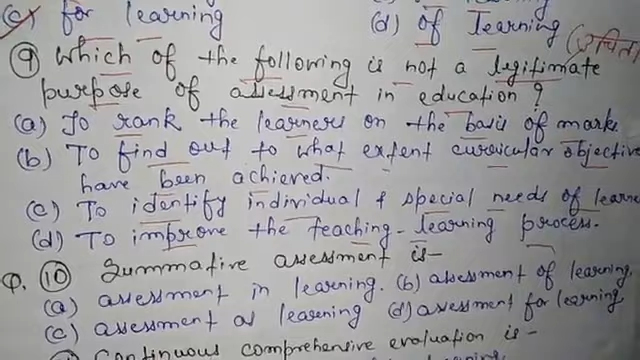 (c) for learning (d) of learning
(9) Which of the following is not a legitimate (उचित)
purpose of assessment in education?
(a) To rank the learners on the basis of marks
(b) To find out to what extent curricular objective
have been achieved.
(c) To identify individual & special needs of learne
(d) To improve the teaching-learning process.
Q. (10) Summative assessment is-
(a) assessment in learning. (b) assessment of learning.
(c) assessment as learning (d) assessment for learning
Continuous comprehensive evaluation is-